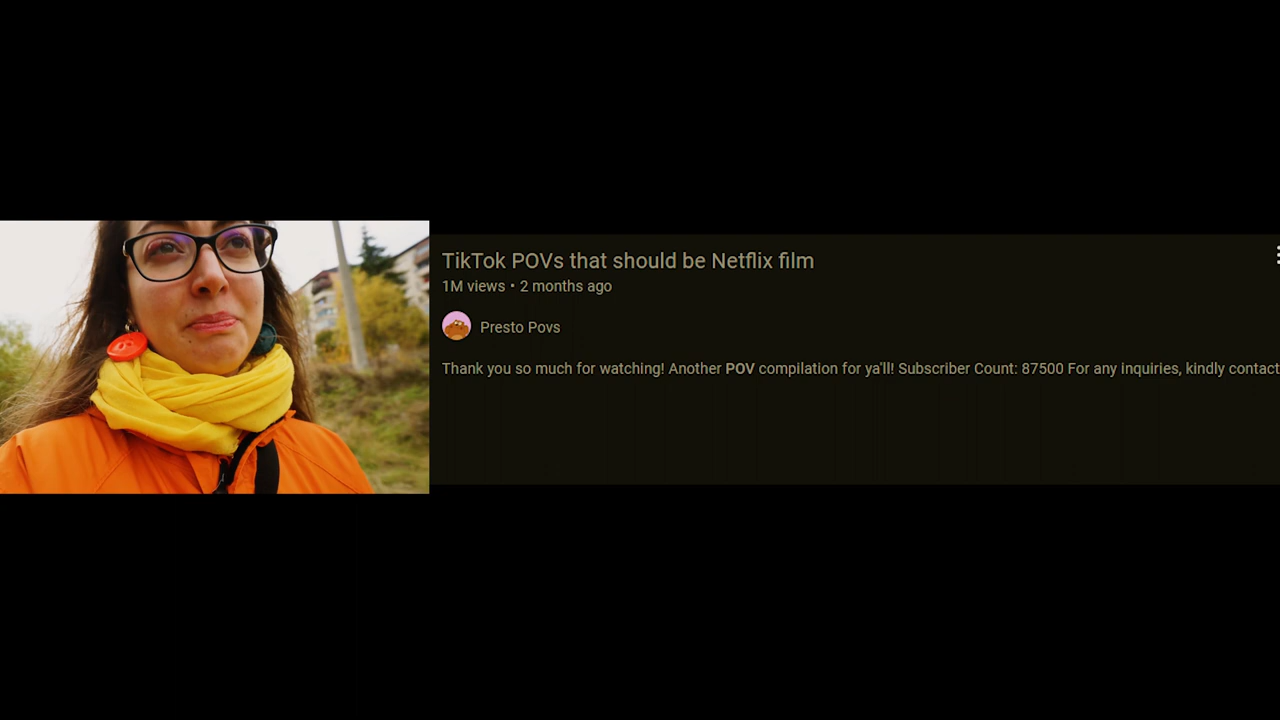 TikTok POVs that should be Netflix film
1M views • 2 months ago
Presto Povs
Thank you so much for watching! Another POV compilation for ya'll! Subscriber Count: 87500 For any inquiries, kindly contact